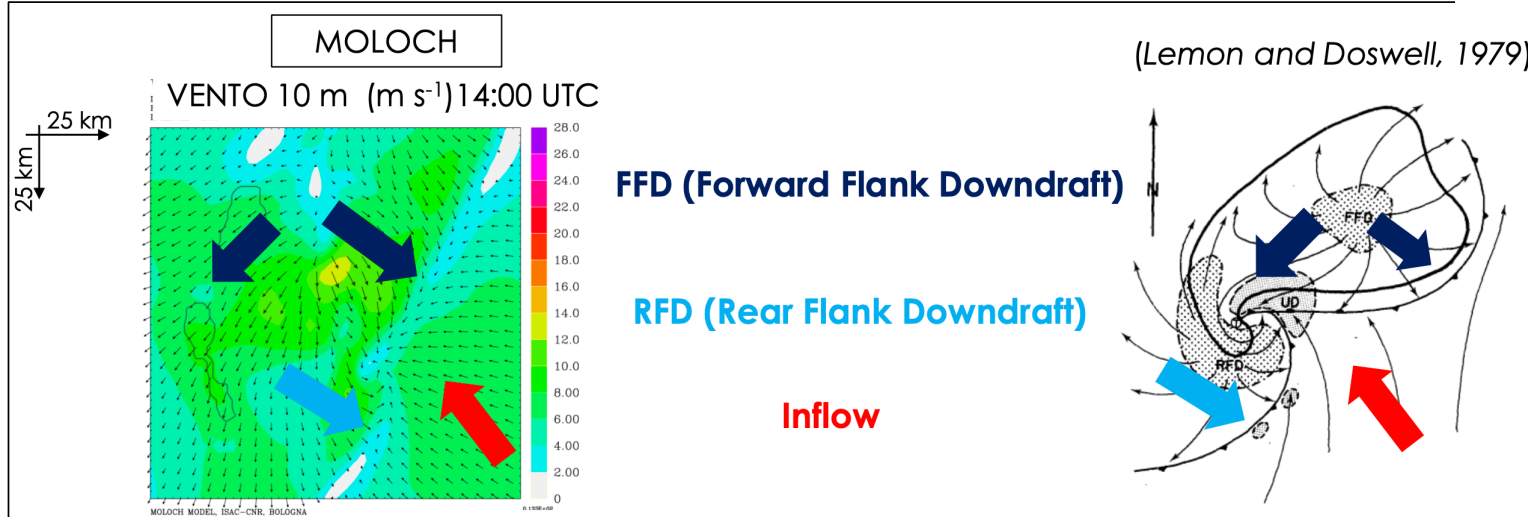 MOLOCH
(Lemon and Doswell, 1979)
VENTO 10 m (m s-1)14:00 UTC
25 km
25 km
28.0
26.0
24.0
22.0
20.0
18.0
16.0
14.0
12.0
10.0
8.00
6.00
4.00
2.00
0
0.133E+02
MOLOCH MODEL, ISAC-CNR, BOLOGNA
FFD (Forward Flank Downdraft)
RFD (Rear Flank Downdraft)
Inflow
N
FFD
UD
RFD